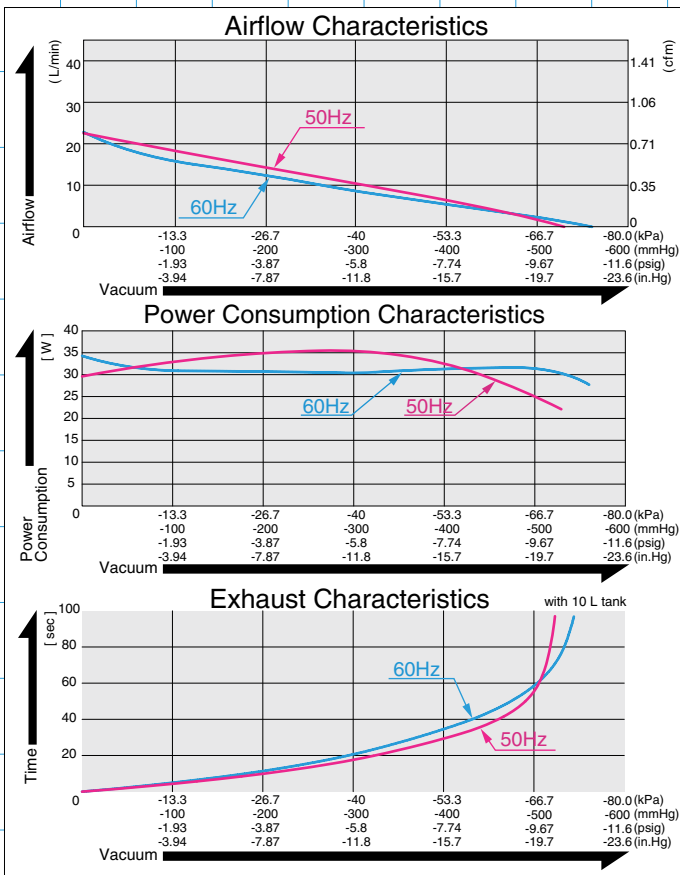 Airflow Characteristics
(L/min)
(cfm)
40
30
20
10
0
1.41
1.06
0.71
0.35
0
50Hz
60Hz
Airflow
-13.3 -26.7 -40 -53.3 -66.7 -80.0 (kPa)
-100 -200 -300 -400 -500 -600 (mmHg)
-1.93 -3.87 -5.8 -7.74 -9.67 -11.6 (psig)
-3.94 -7.87 -11.8 -15.7 -19.7 -23.6 (in.Hg)
Vacuum
Power Consumption Characteristics
[ W ]
40
35
30
25
20
15
10
5
0
60Hz
50Hz
Power
Consumption
-13.3 -26.7 -40 -53.3 -66.7 -80.0 (kPa)
-100 -200 -300 -400 -500 -600 (mmHg)
-1.93 -3.87 -5.8 -7.74 -9.67 -11.6 (psig)
-3.94 -7.87 -11.8 -15.7 -19.7 -23.6 (in.Hg)
Vacuum
Exhaust Characteristics
with 10 L tank
[ sec ]
100
80
60
40
20
0
60Hz
50Hz
Time
-13.3 -26.7 -40 -53.3 -66.7 -80.0 (kPa)
-100 -200 -300 -400 -500 -600 (mmHg)
-1.93 -3.87 -5.8 -7.74 -9.67 -11.6 (psig)
-3.94 -7.87 -11.8 -15.7 -19.7 -23.6 (in.Hg)
Vacuum